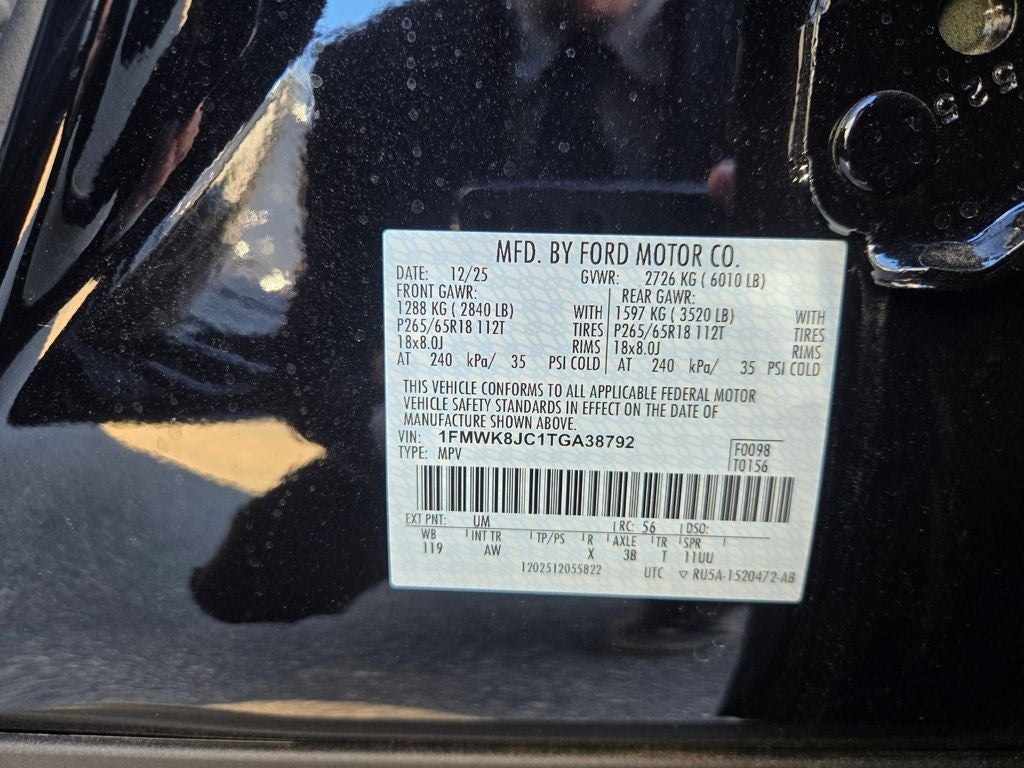 MFD. BY FORD MOTOR CO.
DATE: 12/25 GVWR: 2726 KG ( 6010 LB)
FRONT GAWR: REAR GAWR:
1288 KG ( 2840 LB) WITH 1597 KG ( 3520 LB) WITH
P265/65R18 112T TIRES P265/65R18 112T TIRES
18x8.0J RIMS 18x8.0J RIMS
AT 240 kPa/ 35 PSI COLD AT 240 kPa/ 35 PSI COLD
THIS VEHICLE CONFORMS TO ALL APPLICABLE FEDERAL MOTOR
VEHICLE SAFETY STANDARDS IN EFFECT ON THE DATE OF
MANUFACTURE SHOWN ABOVE.
VIN: 1FMWK8JC1TGA38792 F0098
TYPE: MPV T0156
EXT PNT: UM RC: 56 DSO:
WB INT TR TP/PS R AXLE TR SPR
119 AW X 3B T 11UU
1202512055822 UTC ▽ RU5A-1520472-AB